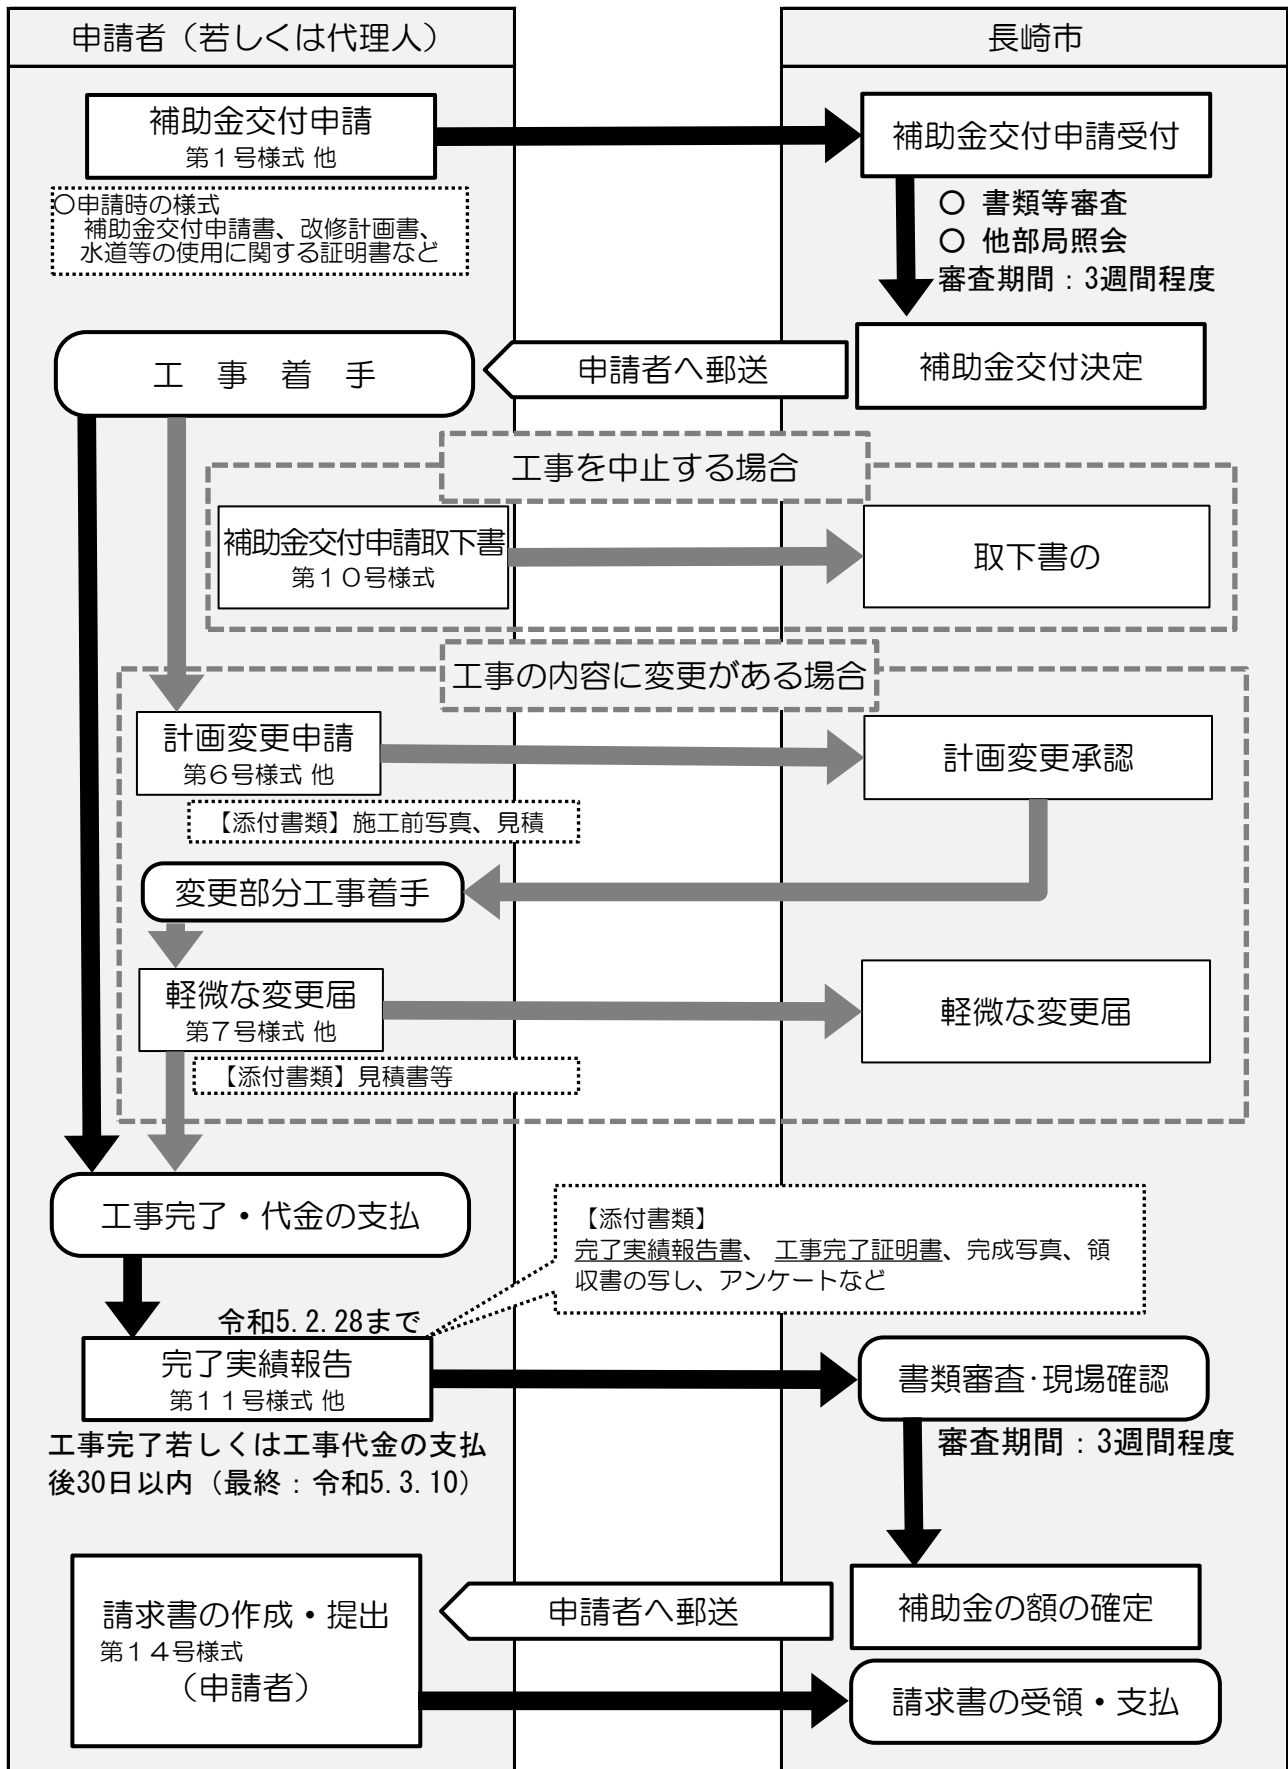 申請者（若しくは代理人）
長崎市
補助金交付申請
第１号様式 他
補助金交付申請受付
〇申請時の様式
補助金交付申請書、改修計画書、
水道等の使用に関する証明書など
〇 書類等審査
〇 他部局照会
審査期間：3週間程度
工 事 着 手
申請者へ郵送
補助金交付決定
工事を中止する場合
補助金交付申請取下書
第１０号様式
取下書の
工事の内容に変更がある場合
計画変更申請
第６号様式 他
計画変更承認
【添付書類】施工前写真、見積
変更部分工事着手
軽微な変更届
第７号様式 他
軽微な変更届
【添付書類】見積書等
工事完了・代金の支払
【添付書類】
完了実績報告書、 工事完了証明書、完成写真、領
収書の写し、アンケートなど
令和5.2.28まで
完了実績報告
第１１号様式 他
書類審査・現場確認
工事完了若しくは工事代金の支払
後30日以内（最終：令和5.3.10）
審査期間：3週間程度
請求書の作成・提出
第１４号様式
（申請者）
申請者へ郵送
補助金の額の確定
請求書の受領・支払